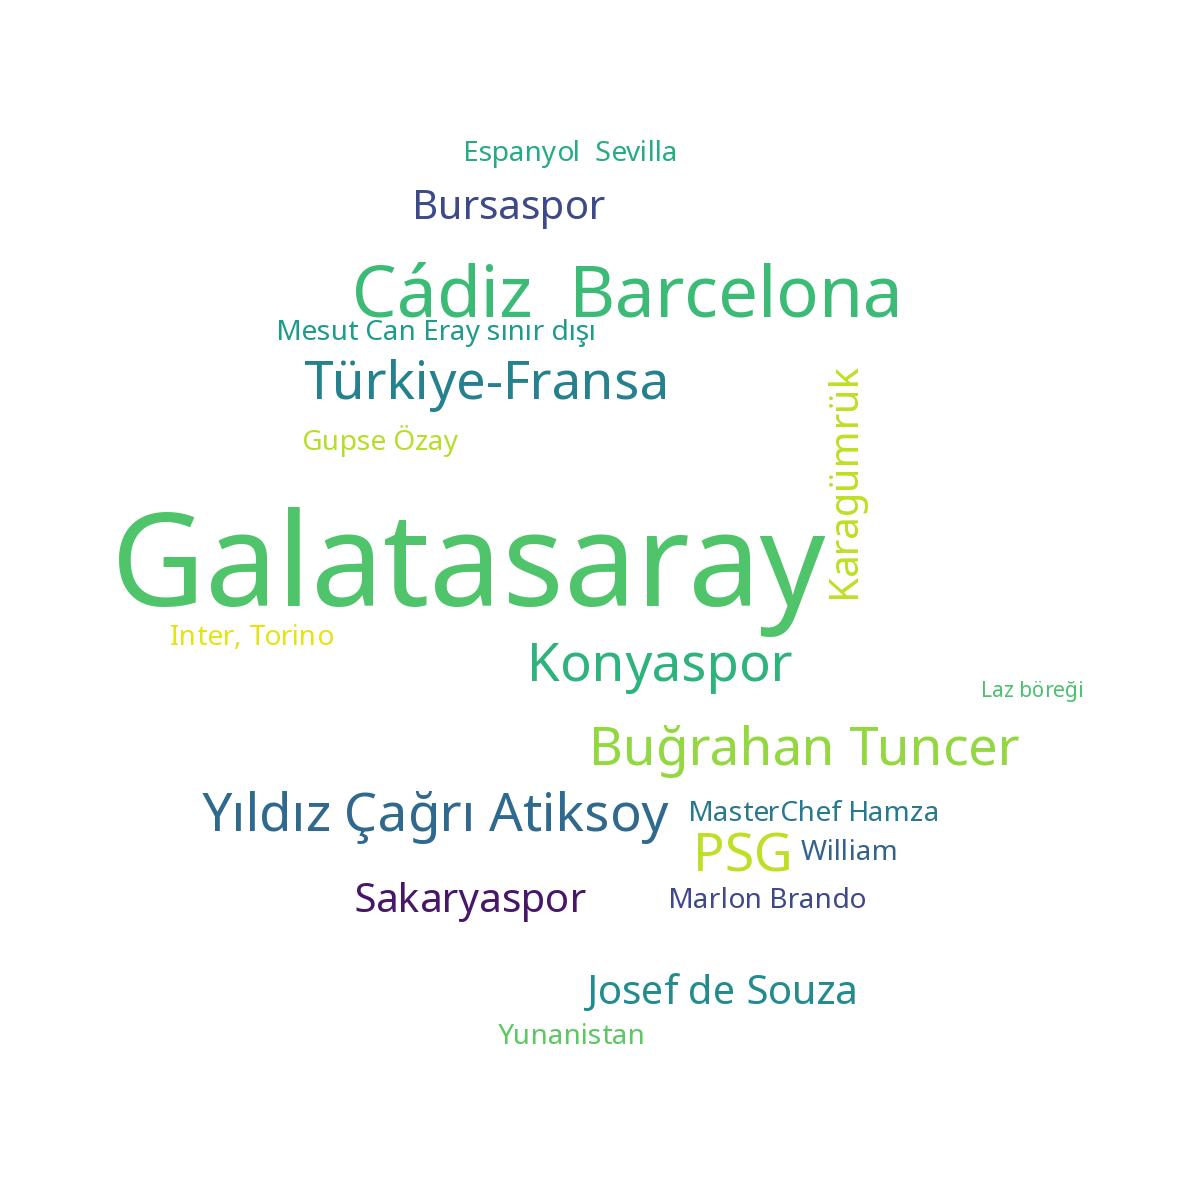 Espanyol  Sevilla
Bursaspor
Cádiz  Barcelona
Mesut Can Eray sınır dışı
Türkiye-Fransa
Karagümrük
Gupse Özay
Galatasaray
Inter, Torino
Konyaspor
Laz böreği
Buğrahan Tuncer
Yıldız Çağrı Atiksoy
MasterChef Hamza
PSG
William
Sakaryaspor
Marlon Brando
Josef de Souza
Yunanistan